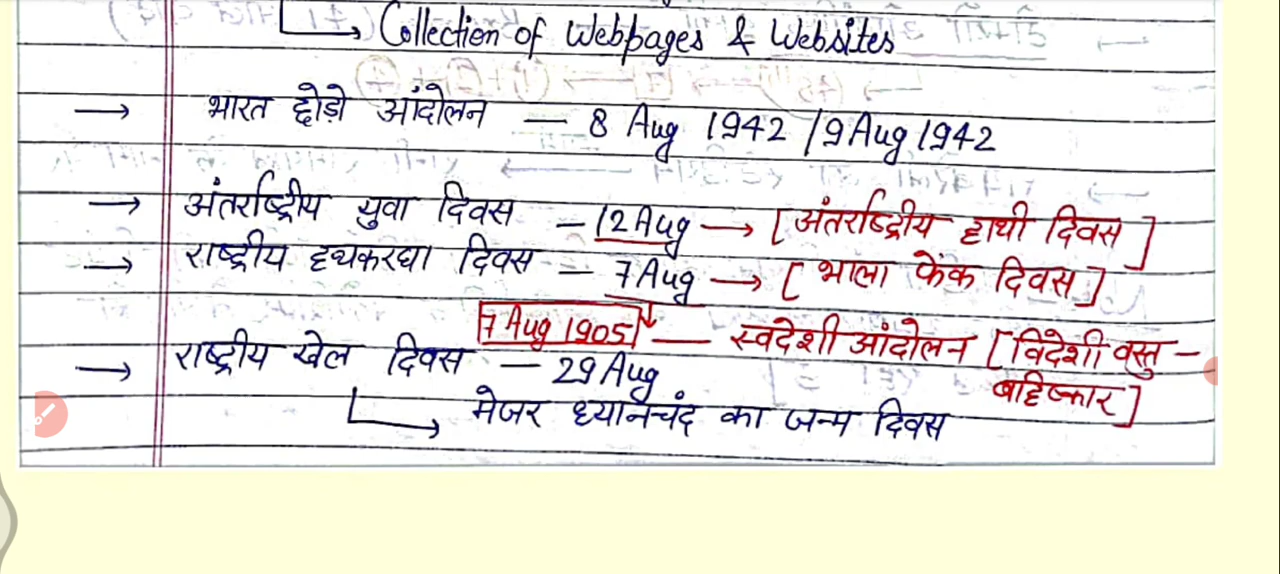 ↳ Collection of Webpages & Websites
→ भारत छोड़ो आंदोलन — 8 Aug 1942 / 9 Aug 1942
→ अंतर्राष्ट्रीय युवा दिवस — 12 Aug → [अंतर्राष्ट्रीय हाथी दिवस]
→ राष्ट्रीय हथकरघा दिवस — 7 Aug → [भाला फेंक दिवस]
7 Aug 1905 — स्वदेशी आंदोलन [विदेशी वस्तु -
बहिष्कार]
→ राष्ट्रीय खेल दिवस — 29 Aug
↳ मेजर ध्यानचंद का जन्म दिवस